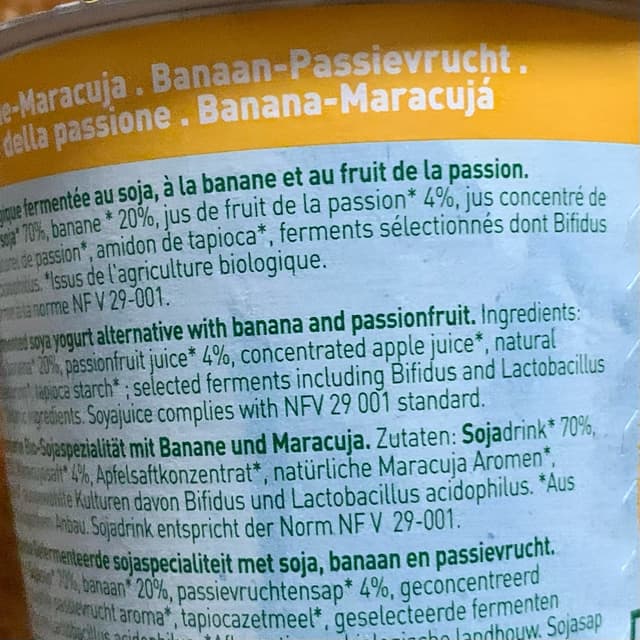 e-Maracuja . Banaan-Passievrucht .
della passione . Banana-Maracujá
fermentée au soja, à la banane et au fruit de la passion.
soja* 70%, banane * 20%, jus de fruit de la passion* 4%, jus concentré de
de passion*, amidon de tapioca*, ferments sélectionnés dont Bifidus
*Issus de l'agriculture biologique.
norme NF V 29-001.
soya yogurt alternative with banana and passionfruit. Ingredients:
20%, passionfruit juice* 4%, concentrated apple juice*, natural
tapioca starch* ; selected ferments including Bifidus and Lactobacillus
ingredients. Soyajuice complies with NFV 29 001 standard.
Bio-Sojaspezialität mit Banane und Maracuja. Zutaten: Sojadrink* 70%,
4%, Apfelsaftkonzentrat*, natürliche Maracuja Aromen*,
Kulturen davon Bifidus und Lactobacillus acidophilus. *Aus
Anbau. Sojadrink entspricht der Norm NF V 29-001.
sojaspecialiteit met soja, banaan en passievrucht.
70%, banaan* 20%, passievruchtensap* 4%, geconcentreerd
aroma*, tapiocazetmeel*, geselecteerde fermenten
landbouw. Sojasap